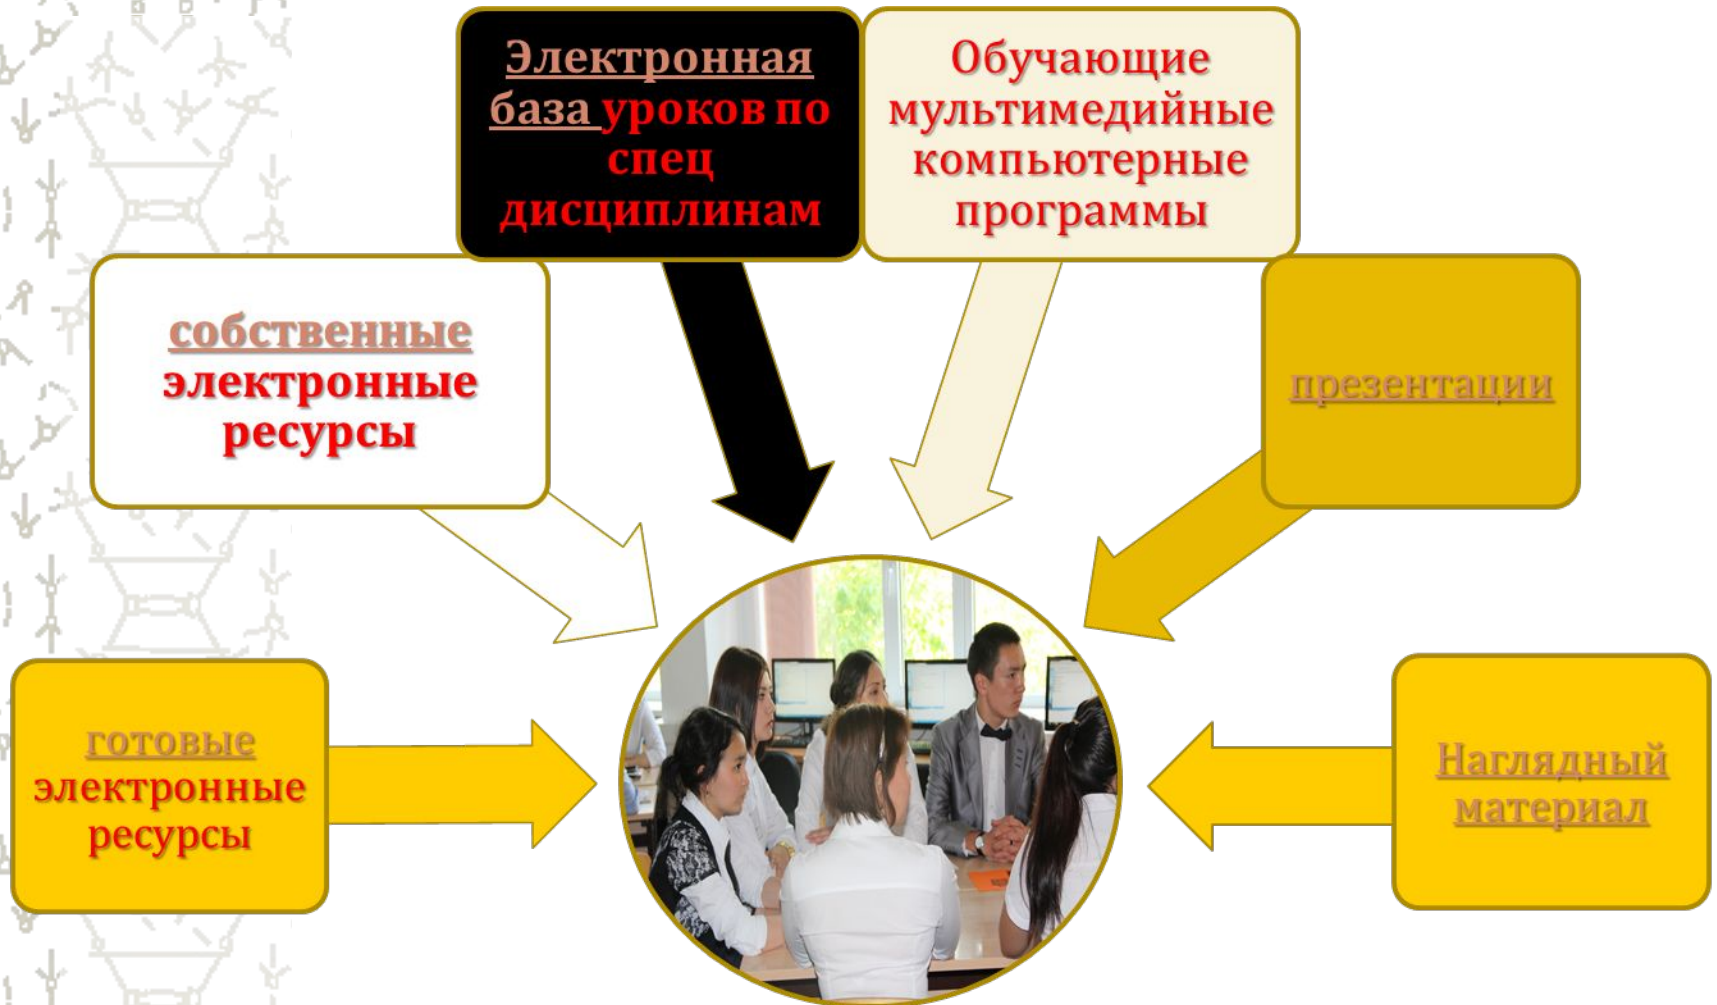 Электронная
база уроков по
спец
дисциплинам
Обучающие
мультимедийные
компьютерные
программы
собственные
электронные
ресурсы
презентации
готовые
электронные
ресурсы
Наглядный
материал